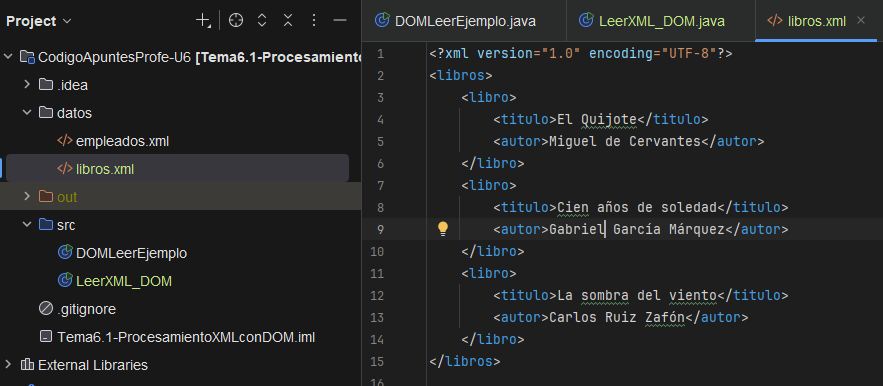 Project
CodigoApuntesProfe-U6 [Tema6.1-Procesamiento
.idea
datos
empleados.xml
libros.xml
out
src
DOMLeerEjemplo
LeerXML_DOM
.gitignore
Tema6.1-ProcesamientoXMLconDOM.iml
External Libraries
DOMLeerEjemplo.java
LeerXML_DOM.java
libros.xml
1 <?xml version="1.0" encoding="UTF-8"?>
2 <libros>
3 <libro>
4 <titulo>El Quijote</titulo>
5 <autor>Miguel de Cervantes</autor>
6 </libro>
7 <libro>
8 <titulo>Cien años de soledad</titulo>
9 <autor>Gabriel García Márquez</autor>
10 </libro>
11 <libro>
12 <titulo>La sombra del viento</titulo>
13 <autor>Carlos Ruiz Zafón</autor>
14 </libro>
15 </libros>
16